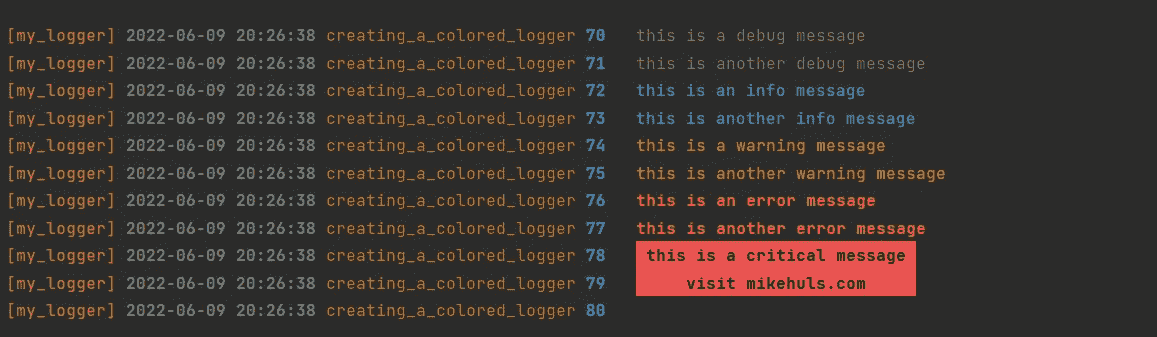 [my_logger] 2022-06-09 20:26:38 creating_a_colored_logger 70 this is a debug message
[my_logger] 2022-06-09 20:26:38 creating_a_colored_logger 71 this is another debug message
[my_logger] 2022-06-09 20:26:38 creating_a_colored_logger 72 this is an info message
[my_logger] 2022-06-09 20:26:38 creating_a_colored_logger 73 this is another info message
[my_logger] 2022-06-09 20:26:38 creating_a_colored_logger 74 this is a warning message
[my_logger] 2022-06-09 20:26:38 creating_a_colored_logger 75 this is another warning message
[my_logger] 2022-06-09 20:26:38 creating_a_colored_logger 76 this is an error message
[my_logger] 2022-06-09 20:26:38 creating_a_colored_logger 77 this is another error message
[my_logger] 2022-06-09 20:26:38 creating_a_colored_logger 78 this is a critical message
[my_logger] 2022-06-09 20:26:38 creating_a_colored_logger 79 visit mikehuls.com
[my_logger] 2022-06-09 20:26:38 creating_a_colored_logger 80